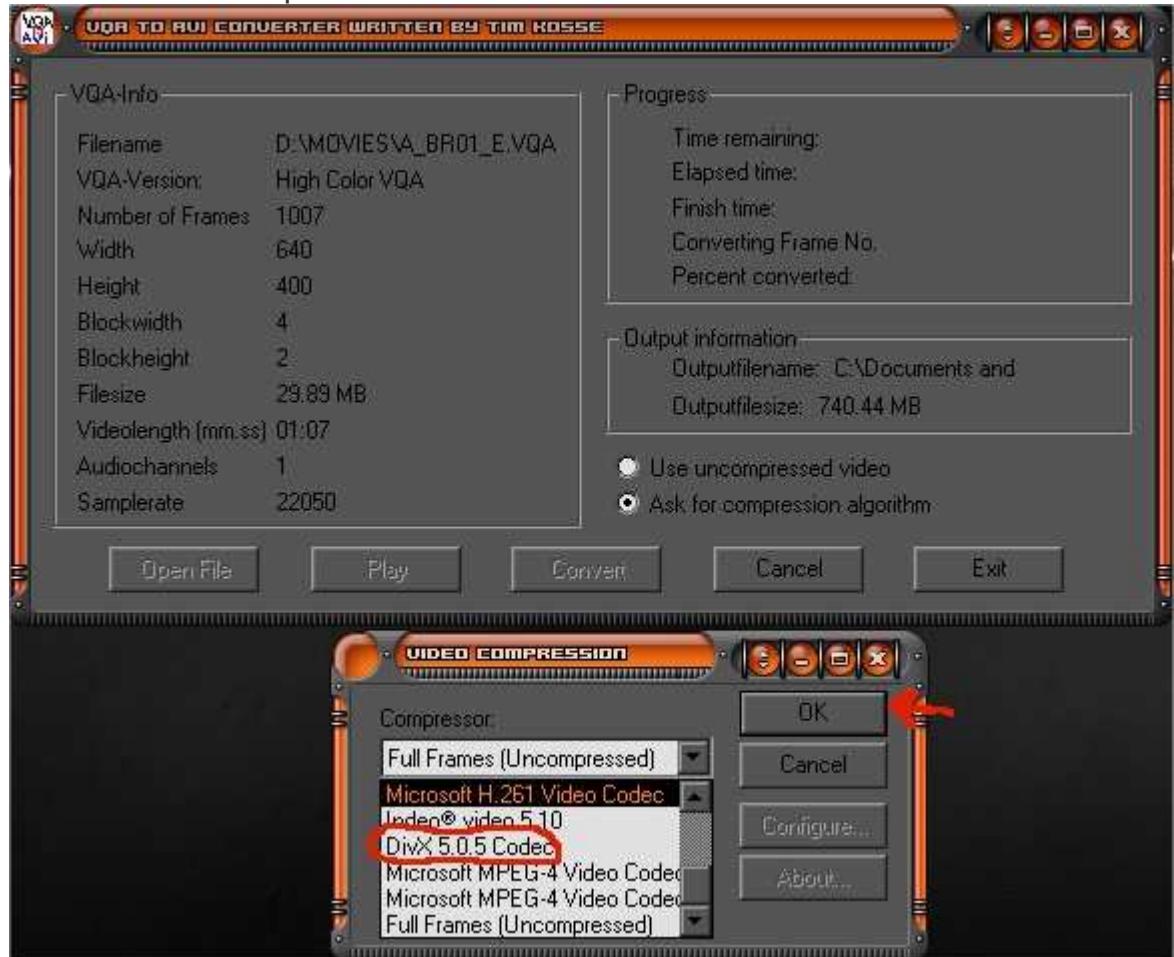 VQA AVi
VQA TO AVI CONVERTER WRITTEN BY TIM KOSSE
VQA-Info
Filename D:\MOVIES\A_BR01_E.VQA
VQA-Version: High Color VQA
Number of Frames 1007
Width 640
Height 400
Blockwidth 4
Blockheight 2
Filesize 29.89 MB
Videolength (mm.ss) 01:07
Audiochannels 1
Samplerate 22050
Progress
Time remaining:
Elapsed time:
Finish time:
Converting Frame No.
Percent converted:
Output information
Outputfilename: C:\Documents and
Outputfilesize: 740.44 MB
Use uncompressed video
Ask for compression algorithm
Open File Play Convert Cancel Exit
VIDEO COMPRESSION
Compressor:
Full Frames (Uncompressed)
Microsoft H.261 Video Codec
Indeo® video 5.10
DivX 5.0.5 Codec
Microsoft MPEG-4 Video Codec
Microsoft MPEG-4 Video Codec
Full Frames (Uncompressed)
OK
Cancel
Configure...
About...